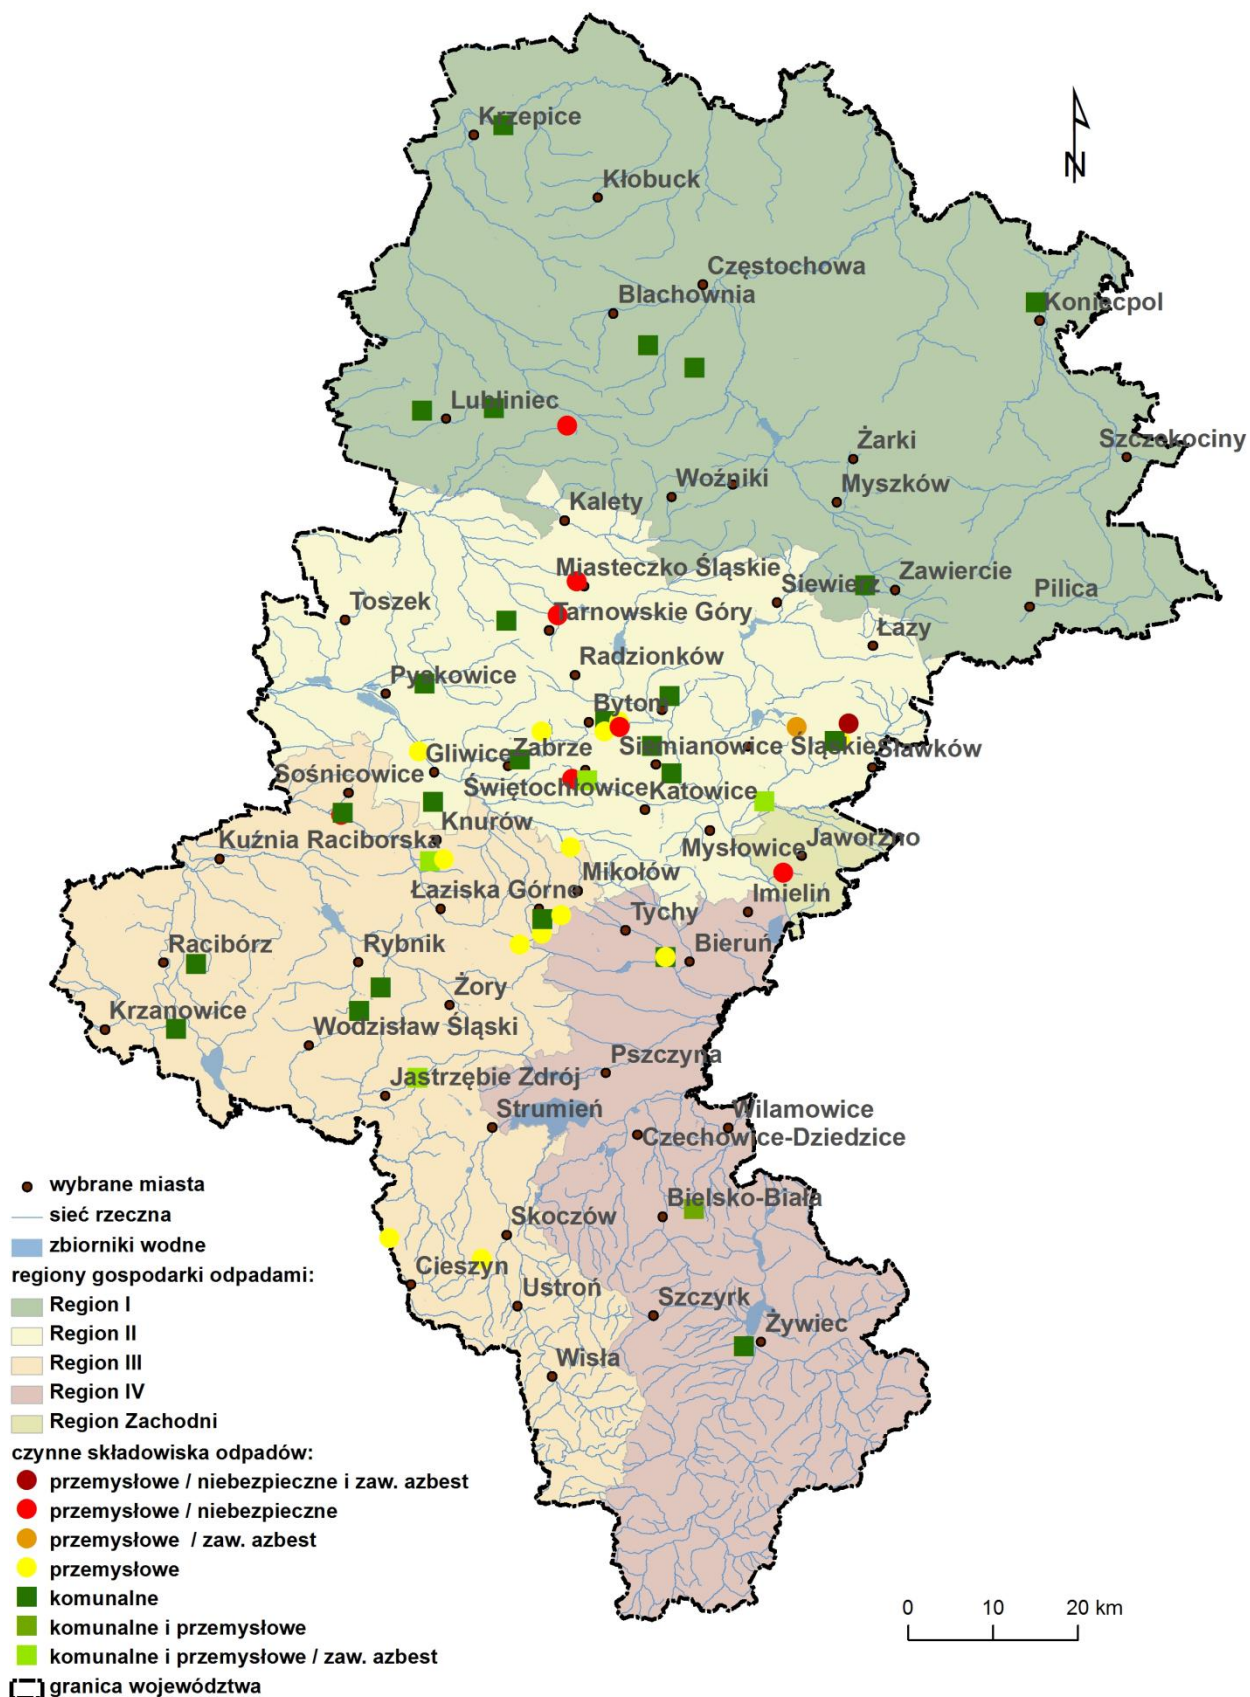 Krzepice
N
Kłobuck
Częstochowa
Blachownia
Koniecpol
Lubliniec
Szczekociny
Żarki
Woźniki
Myszków
Kalety
Miasteczko Śląskie
Siewierz
Zawiercie
Pilica
Toszek
Tarnowskie Góry
Łazy
Radzionków
Pyskowice
Bytom
Siemianowice Śląskie
Sławków
Gliwice
Zabrze
Sośnicowice
Świętochłowice
Katowice
Knurów
Kuźnia Raciborska
Mysłowice
Jaworzno
Mikołów
Łaziska Górne
Imielin
Tychy
Bieruń
Racibórz
Rybnik
Żory
Krzanowice
Wodzisław Śląski
Pszczyna
Jastrzębie Zdrój
Strumień
Wilamowice
Czechowice-Dziedzice
Bielsko-Biała
Skoczów
Cieszyn
Ustroń
Szczyrk
Żywiec
Wisła
wybrane miasta
sieć rzeczna
zbiorniki wodne
regiony gospodarki odpadami:
Region I
Region II
Region III
Region IV
Region Zachodni
czynne składowiska odpadów:
przemysłowe / niebezpieczne i zaw. azbest
przemysłowe / niebezpieczne
przemysłowe / zaw. azbest
przemysłowe
komunalne
komunalne i przemysłowe
komunalne i przemysłowe / zaw. azbest
granica województwa
0 10 20 km